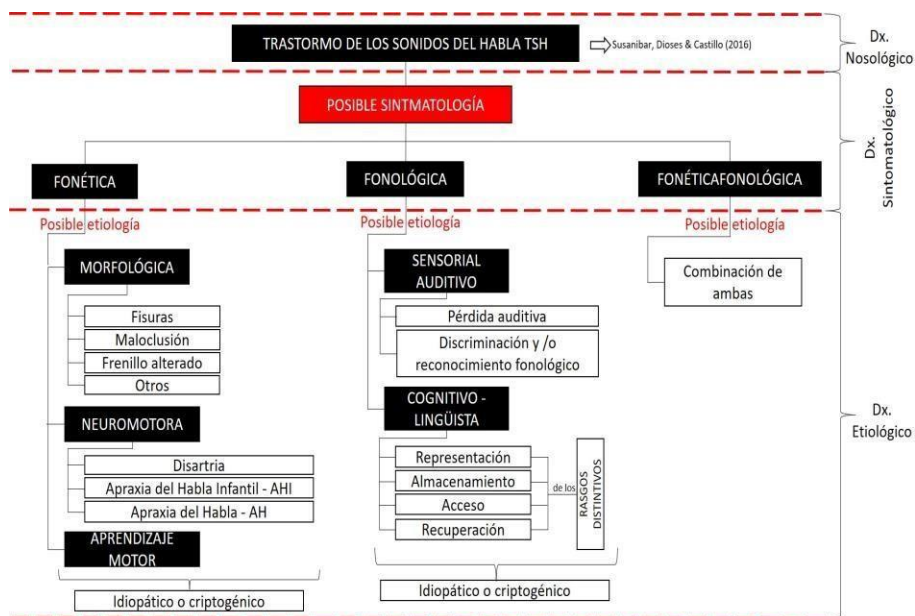 TRASTORMO DE LOS SONIDOS DEL HABLA TSH
Susanibar, Dioses & Castillo (2016)
Dx.
Nosológico
POSIBLE SINTMATOLOGÍA
Dx.
Sintomatológico
FONÉTICA
FONOLÓGICA
FONÉTICAFONOLÓGICA
Posible etiología
MORFOLÓGICA
Fisuras
Maloclusión
Frenillo alterado
Otros
NEUROMOTORA
Disartria
Apraxia del Habla Infantil - AHI
Apraxia del Habla - AH
APRENDIZAJE
MOTOR
Idiopático o criptogénico
Posible etiología
SENSORIAL
AUDITIVO
Pérdida auditiva
Discriminación y /o
reconocimiento fonológico
COGNITIVO -
LINGÜISTA
Representación
Almacenamiento
Acceso
Recuperación
de los
RASGOS
DISTINTIVOS
Idiopático o criptogénico
Posible etiología
Combinación de
ambas
Dx.
Etiológico